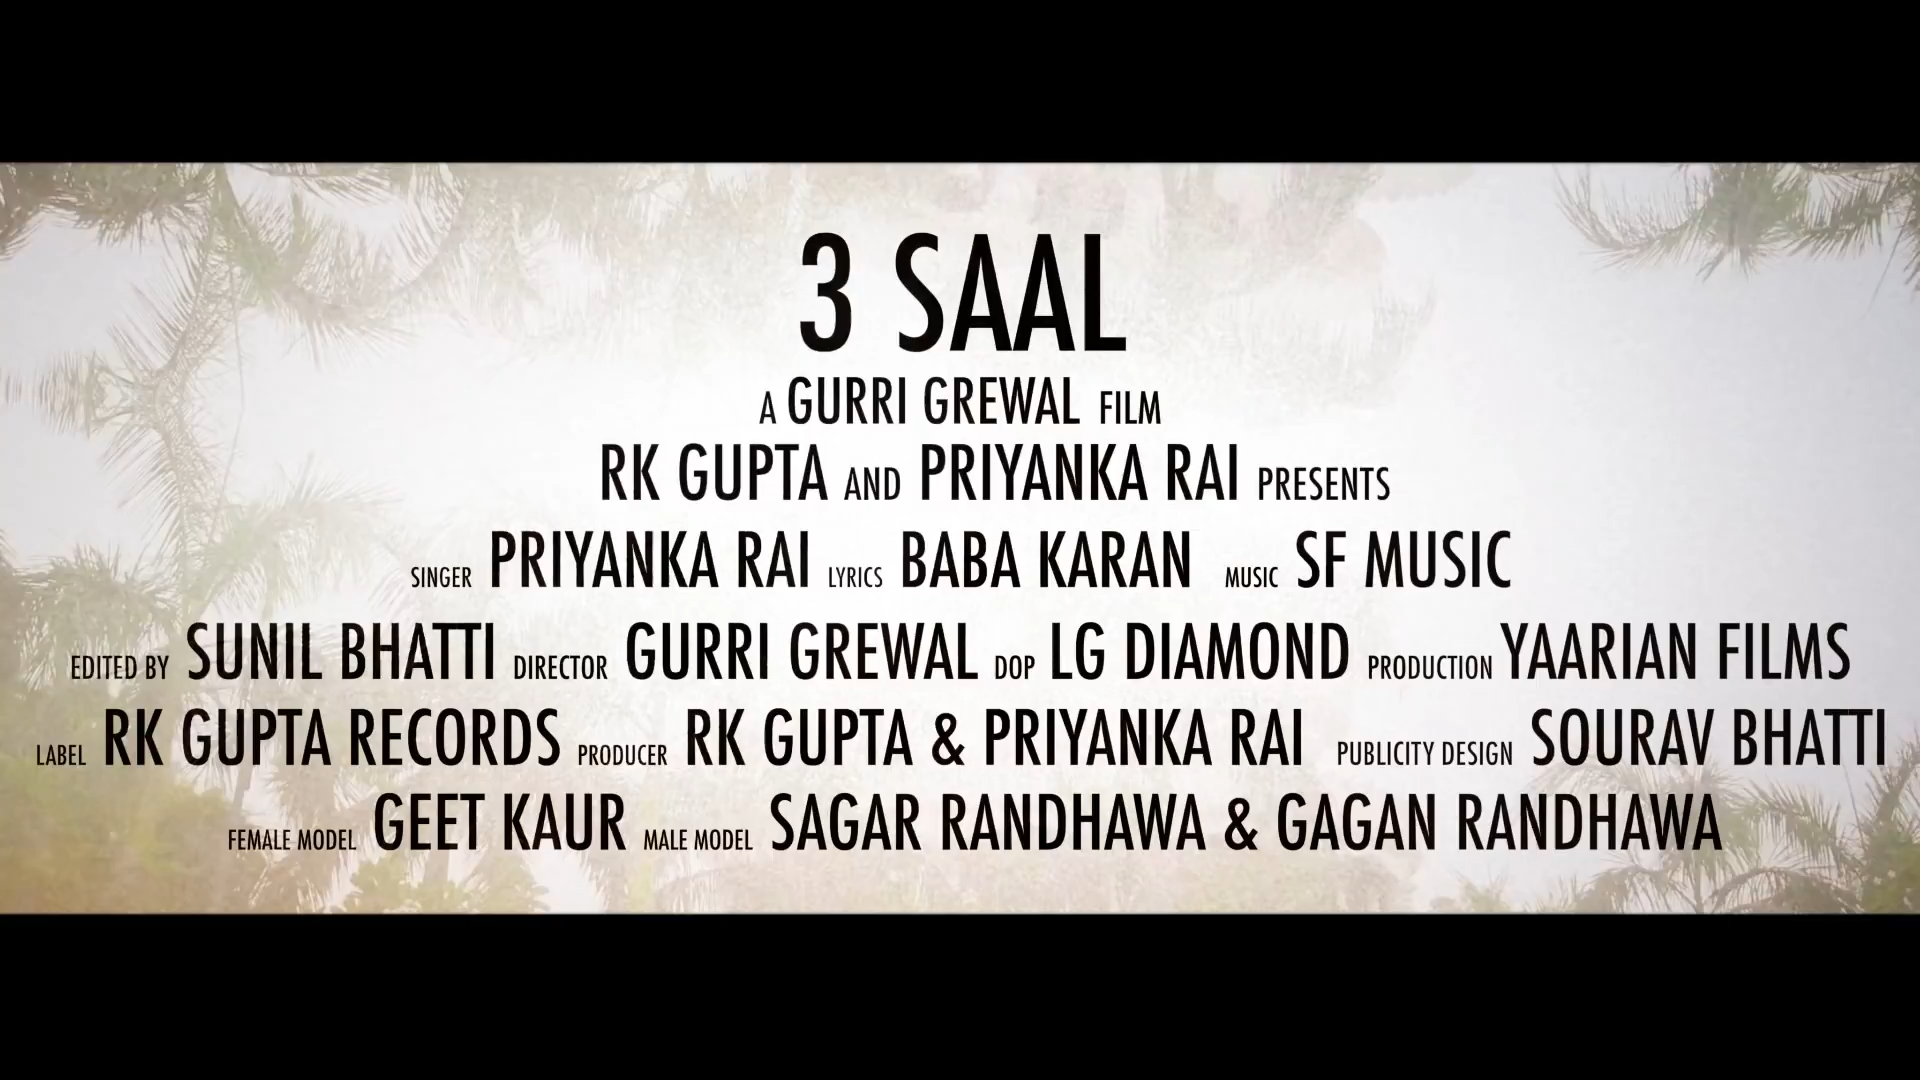 3 SAAL
A GURRI GREWAL FILM
RK GUPTA AND PRIYANKA RAI PRESENTS
SINGER PRIYANKA RAI LYRICS BABA KARAN MUSIC SF MUSIC
EDITED BY SUNIL BHATTI DIRECTOR GURRI GREWAL DOP LG DIAMOND PRODUCTION YAARIAN FILMS
LABEL RK GUPTA RECORDS PRODUCER RK GUPTA & PRIYANKA RAI PUBLICITY DESIGN SOURAV BHATTI
FEMALE MODEL GEET KAUR MALE MODEL SAGAR RANDHAWA & GAGAN RANDHAWA